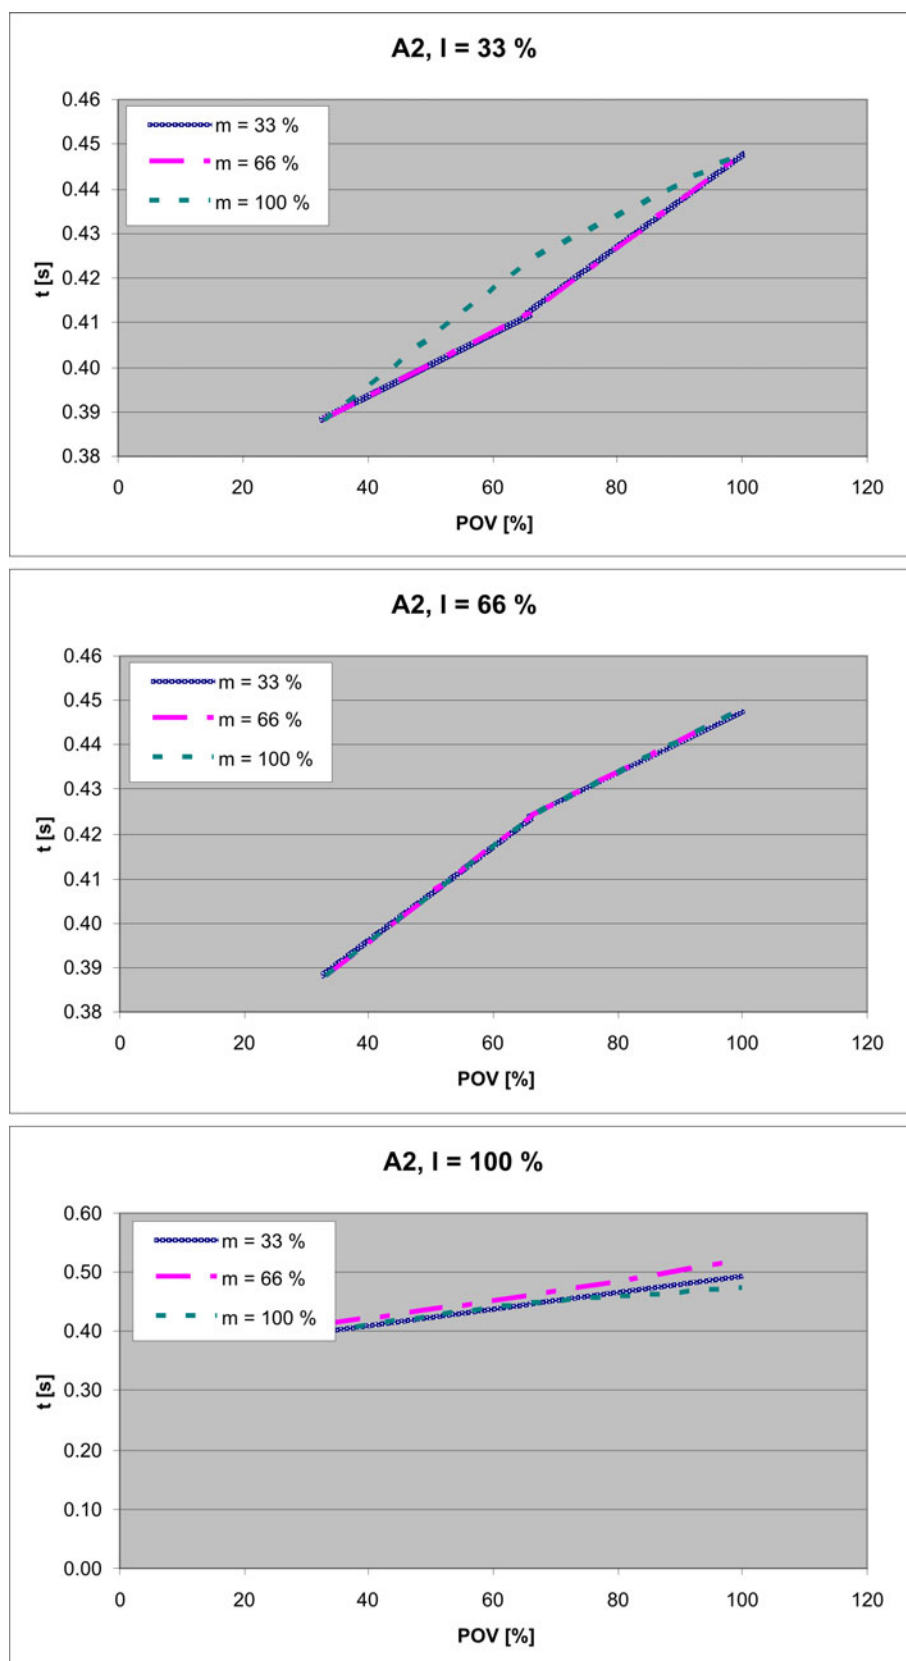 A2, l = 33 %
0.46
0.45
0.44
0.43
0.42
0.41
0.40
0.39
0.38
t [s]
m = 33 %
m = 66 %
m = 100 %
0 20 40 60 80 100 120
POV [%]
A2, l = 66 %
0.46
0.45
0.44
0.43
0.42
0.41
0.40
0.39
0.38
t [s]
m = 33 %
m = 66 %
m = 100 %
0 20 40 60 80 100 120
POV [%]
A2, l = 100 %
0.60
0.50
0.40
0.30
0.20
0.10
0.00
t [s]
m = 33 %
m = 66 %
m = 100 %
0 20 40 60 80 100 120
POV [%]